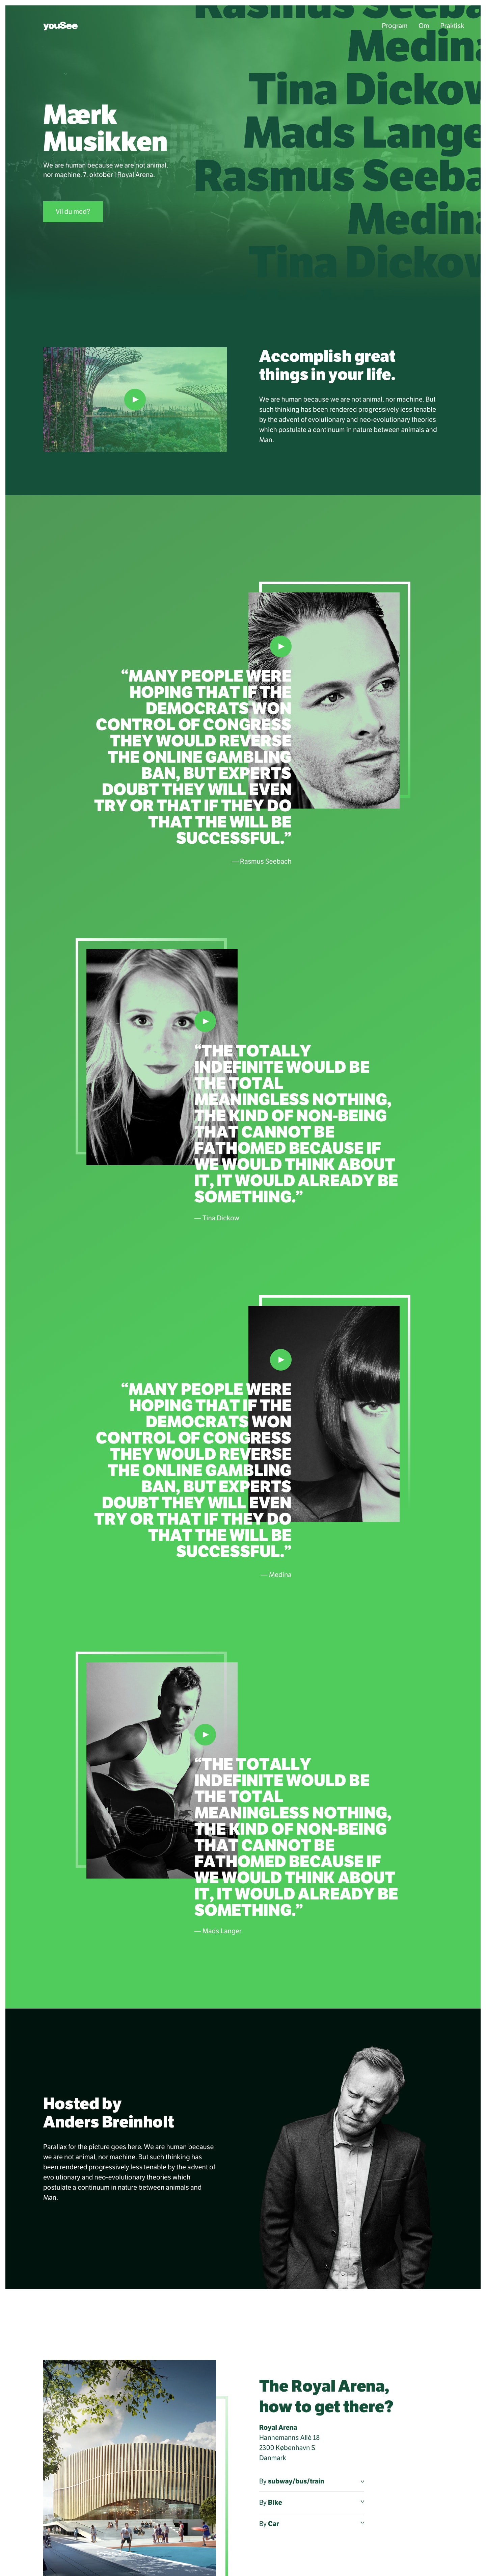 Rasmus Seeba
youSee
Program Om Praktisk
Medina
Tina Dickow
Mads Lange
Rasmus Seeba
Medina
Tina Dickow
Mærk
Musikken
We are human because we are not animal,
nor machine. 7. oktober i Royal Arena.
Vil du med?
Accomplish great
things in your life.
We are human because we are not animal, nor machine. But
such thinking has been rendered progressively less tenable
by the advent of evolutionary and neo-evolutionary theories
which postulate a continuum in nature between animals and
Man.
“MANY PEOPLE WERE
HOPING THAT IF THE
DEMOCRATS WON
CONTROL OF CONGRESS
THEY WOULD REVERSE
THE ONLINE GAMBLING
BAN, BUT EXPERTS
DOUBT THEY WILL EVEN
TRY OR THAT IF THEY DO
THAT THE WILL BE
SUCCESSFUL.”
— Rasmus Seebach
“THE TOTALLY
INDEFINITE WOULD BE
THE TOTAL
MEANINGLESS NOTHING,
THE KIND OF NON-BEING
THAT CANNOT BE
FATHOMED BECAUSE IF
WE WOULD THINK ABOUT
IT, IT WOULD ALREADY BE
SOMETHING.”
— Tina Dickow
“MANY PEOPLE WERE
HOPING THAT IF THE
DEMOCRATS WON
CONTROL OF CONGRESS
THEY WOULD REVERSE
THE ONLINE GAMBLING
BAN, BUT EXPERTS
DOUBT THEY WILL EVEN
TRY OR THAT IF THEY DO
THAT THE WILL BE
SUCCESSFUL.”
— Medina
“THE TOTALLY
INDEFINITE WOULD BE
THE TOTAL
MEANINGLESS NOTHING,
THE KIND OF NON-BEING
THAT CANNOT BE
FATHOMED BECAUSE IF
WE WOULD THINK ABOUT
IT, IT WOULD ALREADY BE
SOMETHING.”
— Mads Langer
Hosted by
Anders Breinholt
Parallax for the picture goes here. We are human because
we are not animal, nor machine. But such thinking has
been rendered progressively less tenable by the advent of
evolutionary and neo-evolutionary theories which
postulate a continuum in nature between animals and
Man.
The Royal Arena,
how to get there?
Royal Arena
Hannemanns Allé 18
2300 København S
Danmark
By subway/bus/train
By Bike
By Car